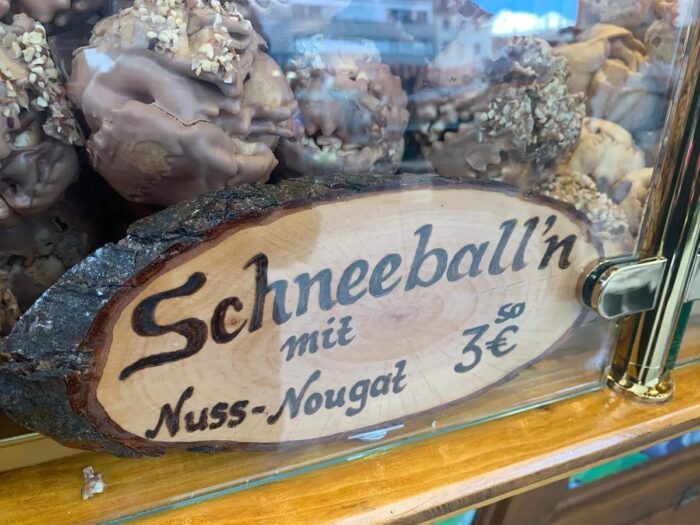 Schneeball'n
mit
Nuss-Nougat 3,50€